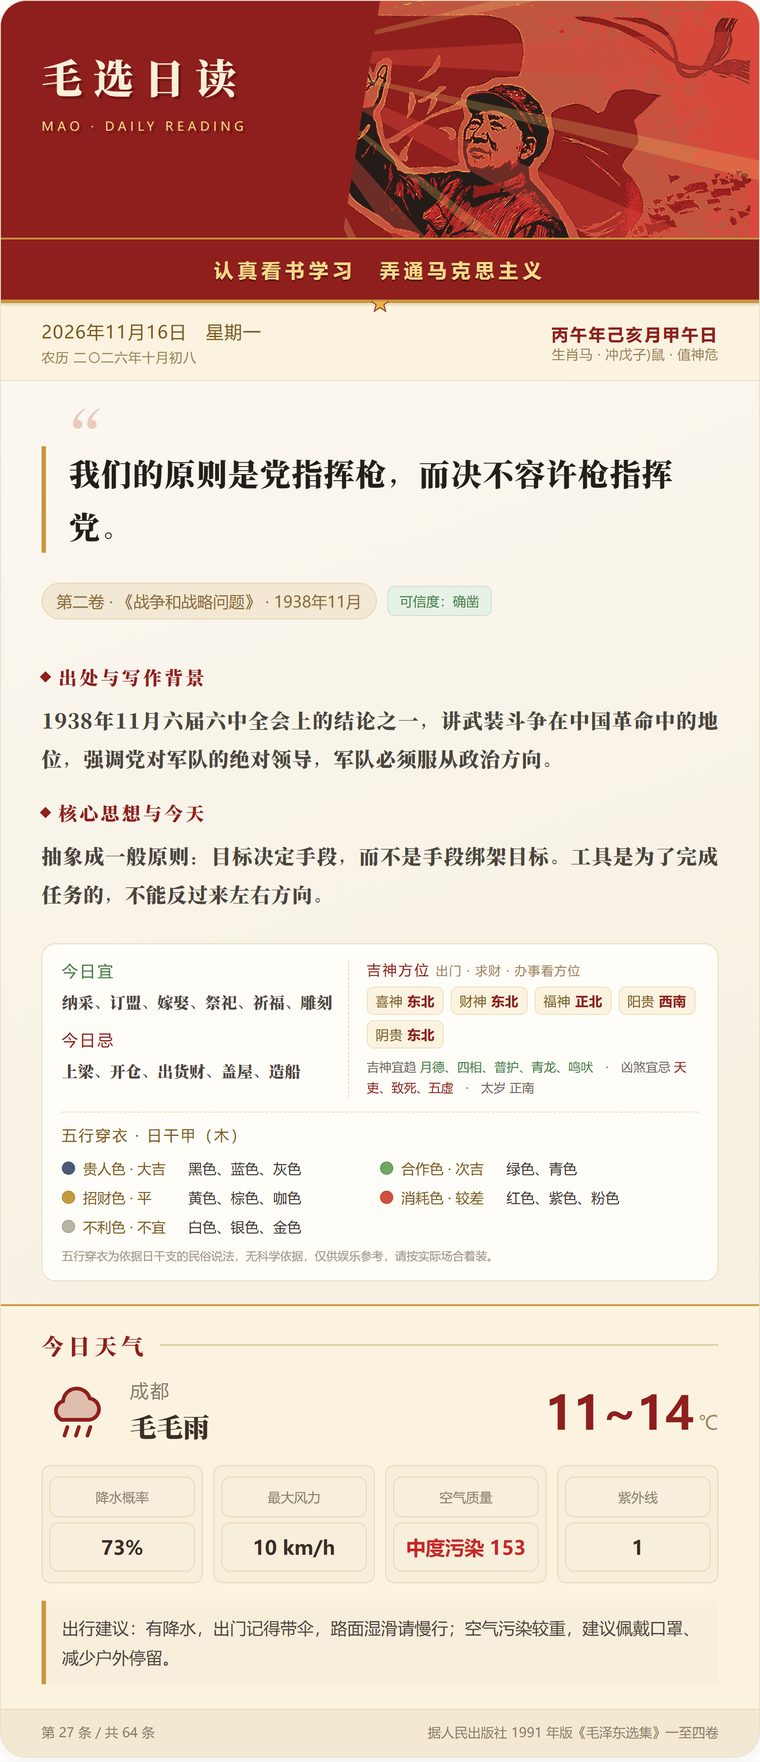 毛选日读
MAO · DAILY READING
认真看书学习　弄通马克思主义
2026年11月16日　星期一
农历 二〇二六年十月初八
丙午年己亥月甲午日
生肖马 · 冲戊子)鼠 · 值神危
“
我们的原则是党指挥枪，而决不容许枪指挥
党。
第二卷 · 《战争和战略问题》 · 1938年11月
可信度：确凿
出处与写作背景
1938年11月六届六中全会上的结论之一，讲武装斗争在中国革命中的地
位，强调党对军队的绝对领导，军队必须服从政治方向。
核心思想与今天
抽象成一般原则：目标决定手段，而不是手段绑架目标。工具是为了完成
任务的，不能反过来左右方向。
今日宜
纳采、订盟、嫁娶、祭祀、祈福、雕刻
今日忌
上梁、开仓、出货财、盖屋、造船
吉神方位 出门 · 求财 · 办事看方位
喜神 东北 财神 东北 福神 正北 阳贵 西南
阴贵 东北
吉神宜趋 月德、四相、普护、青龙、鸣吠 · 凶煞宜忌 天
吏、致死、五虚 · 太岁 正南
五行穿衣 · 日干甲（木）
贵人色 · 大吉 黑色、蓝色、灰色
合作色 · 次吉 绿色、青色
招财色 · 平 黄色、棕色、咖色
消耗色 · 较差 红色、紫色、粉色
不利色 · 不宜 白色、银色、金色
五行穿衣为依据日干支的民俗说法，无科学依据，仅供娱乐参考，请按实际场合着装。
今日天气
成都
毛毛雨
11~14 ℃
降水概率
73%
最大风力
10 km/h
空气质量
中度污染 153
紫外线
1
出行建议：有降水，出门记得带伞，路面湿滑请慢行；空气污染较重，建议佩戴口罩、
减少户外停留。
第 27 条 / 共 64 条
据人民出版社 1991 年版《毛泽东选集》一至四卷